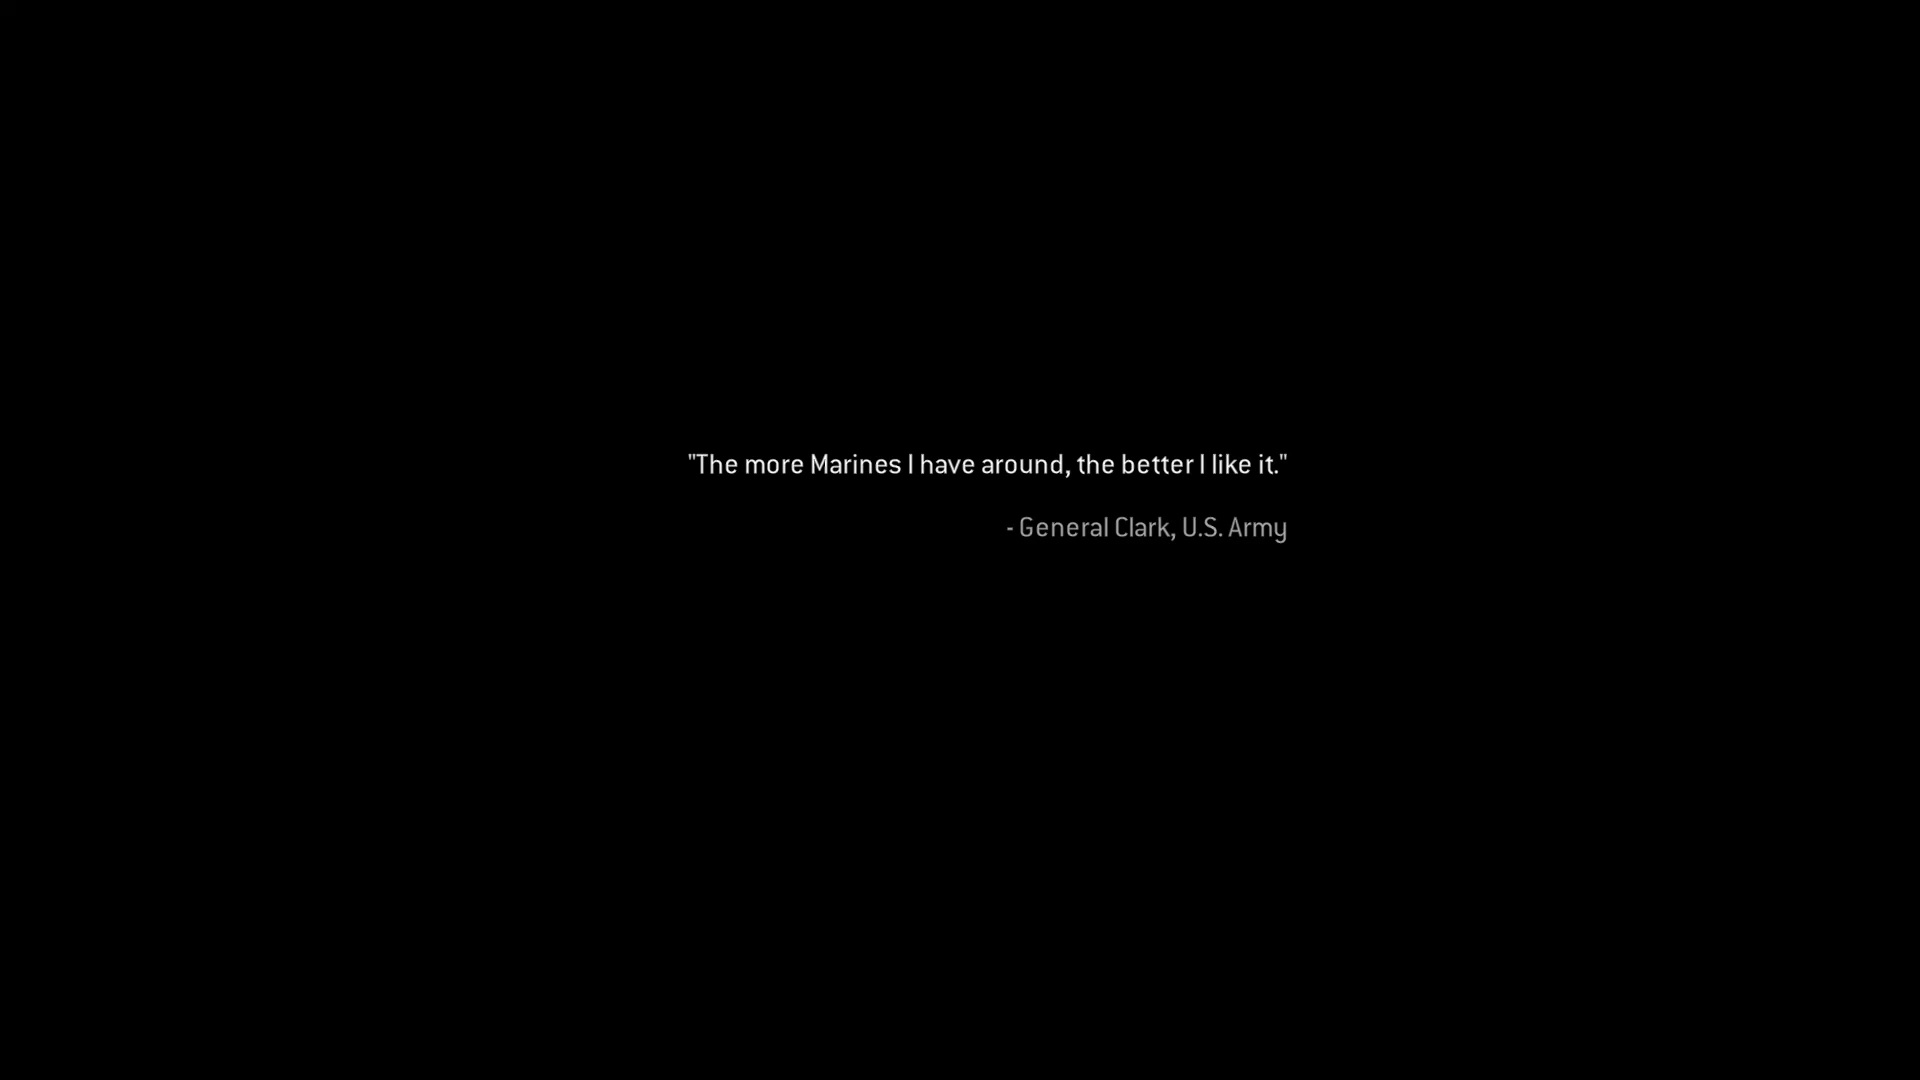 "The more Marines I have around, the better I like it."
- General Clark, U.S. Army